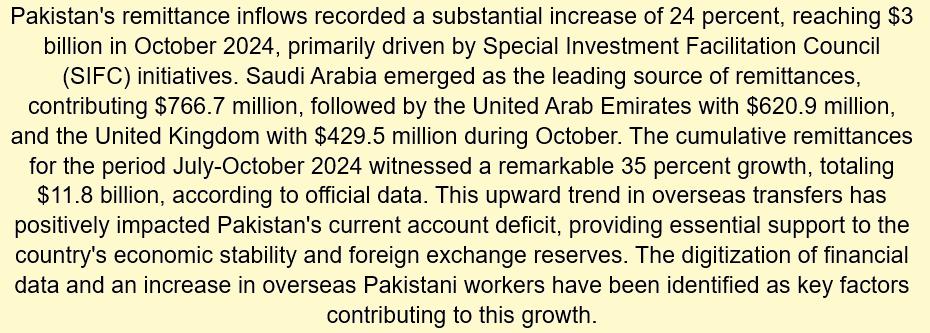 Pakistan's remittance inflows recorded a substantial increase of 24 percent, reaching $3
billion in October 2024, primarily driven by Special Investment Facilitation Council
(SIFC) initiatives. Saudi Arabia emerged as the leading source of remittances,
contributing $766.7 million, followed by the United Arab Emirates with $620.9 million,
and the United Kingdom with $429.5 million during October. The cumulative remittances
for the period July-October 2024 witnessed a remarkable 35 percent growth, totaling
$11.8 billion, according to official data. This upward trend in overseas transfers has
positively impacted Pakistan's current account deficit, providing essential support to the
country's economic stability and foreign exchange reserves. The digitization of financial
data and an increase in overseas Pakistani workers have been identified as key factors
contributing to this growth.